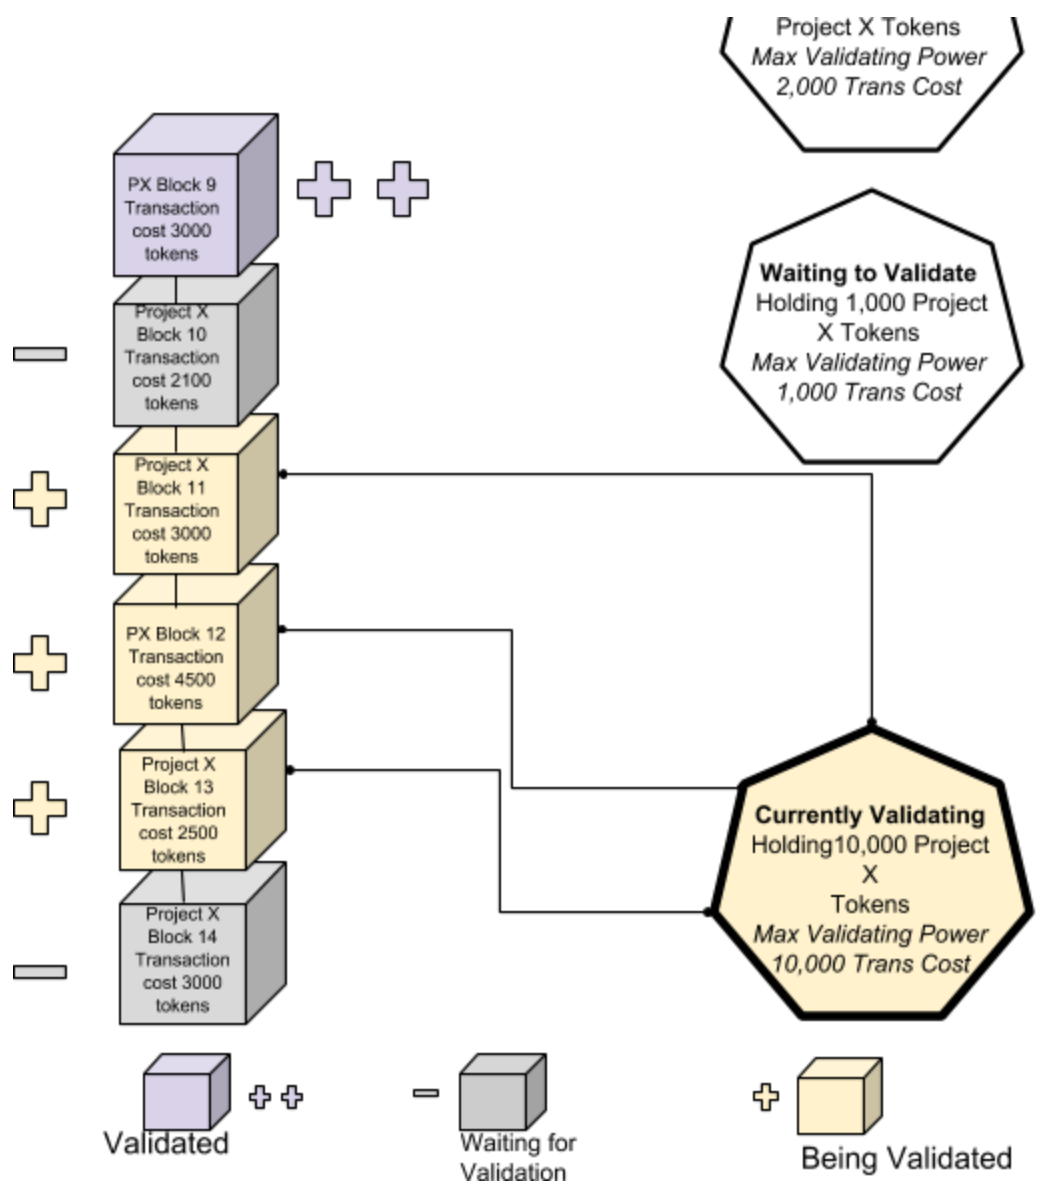 Project X Tokens
Max Validating Power
2,000 Trans Cost
PX Block 9
Transaction
cost 3000
tokens
Waiting to Validate
Holding 1,000 Project
X Tokens
Max Validating Power
1,000 Trans Cost
Project X
Block 10
Transaction
cost 2100
tokens
Project X
Block 11
Transaction
cost 3000
tokens
PX Block 12
Transaction
cost 4500
tokens
Project X
Block 13
Transaction
cost 2500
tokens
Currently Validating
Holding10,000 Project
X
Tokens
Max Validating Power
10,000 Trans Cost
Project X
Block 14
Transaction
cost 3000
tokens
Validated
Waiting for
Validation
Being Validated